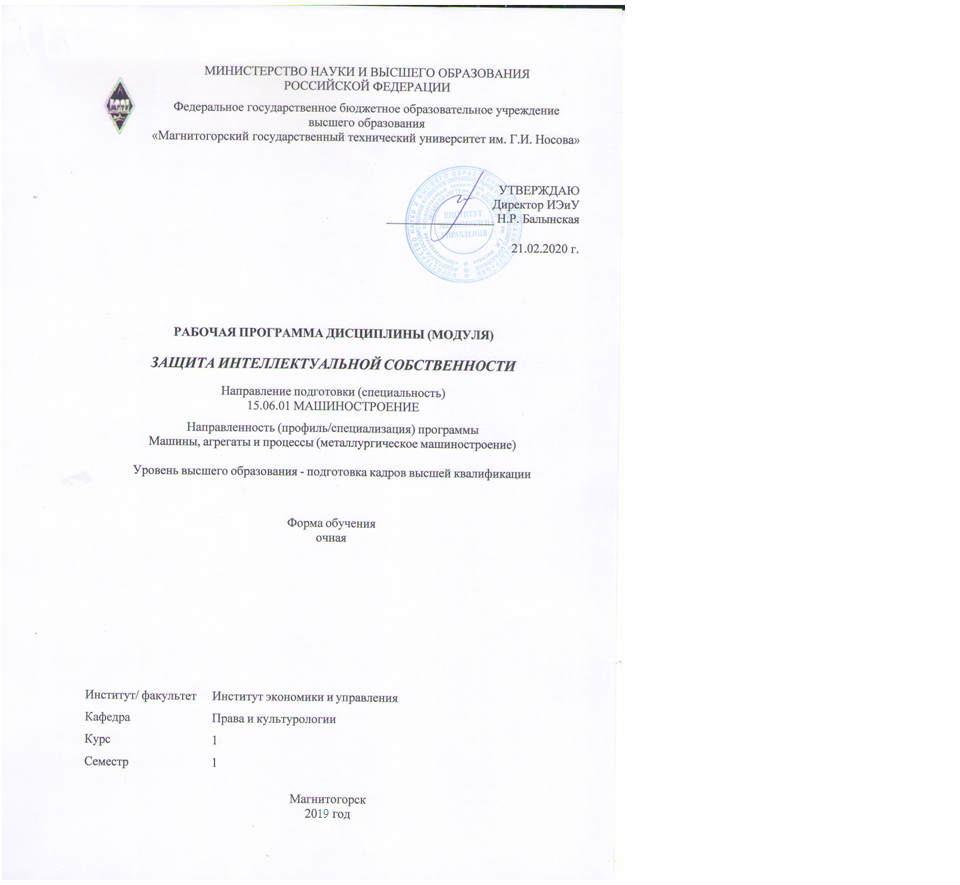 МИНИСТЕРСТВО НАУКИ И ВЫСШЕГО ОБРАЗОВАНИЯ
РОССИЙСКОЙ ФЕДЕРАЦИИ
Федеральное государственное бюджетное образовательное учреждение
высшего образования
«Магнитогорский государственный технический университет им. Г.И. Носова»
УТВЕРЖДАЮ
Директор ИЭиУ
Н.Р. Балынская
21.02.2020 г.
ИНСТИТУТ
УПРАВЛЕНИЯ
РАБОЧАЯ ПРОГРАММА ДИСЦИПЛИНЫ (МОДУЛЯ)
ЗАЩИТА ИНТЕЛЛЕКТУАЛЬНОЙ СОБСТВЕННОСТИ
Направление подготовки (специальность)
15.06.01 МАШИНОСТРОЕНИЕ
Направленность (профиль/специализация) программы
Машины, агрегаты и процессы (металлургическое машиностроение)
Уровень высшего образования - подготовка кадров высшей квалификации
Форма обучения
очная
Институт/ факультет Институт экономики и управления
Кафедра Права и культурологии
Курс 1
Семестр 1
Магнитогорск
2019 год